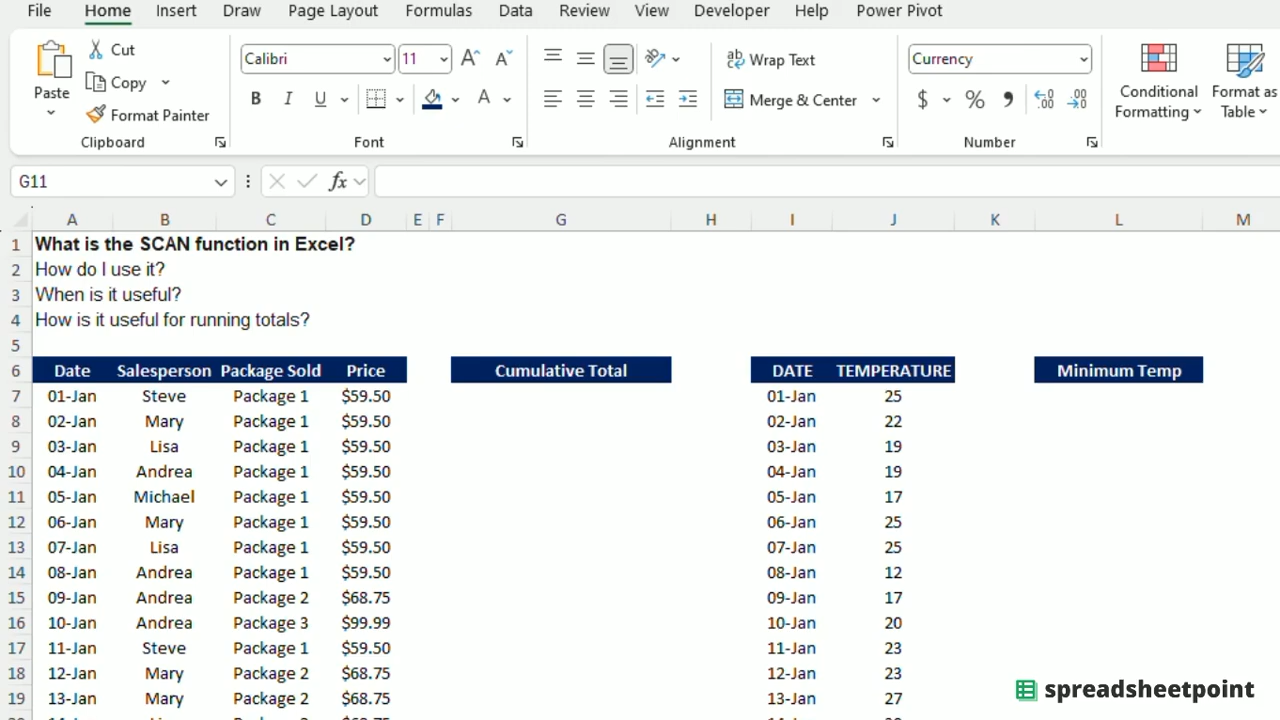 File Home Insert Draw Page Layout Formulas Data Review View Developer Help Power Pivot
Paste
Cut
Copy
Format Painter
Clipboard
Calibri 11
B I U
Font
Wrap Text
Merge & Center
Alignment
Currency
$ %
Number
Conditional Formatting
Format as Table
G11
fx
A B C D E F G H I J K L M
1 What is the SCAN function in Excel?
2 How do I use it?
3 When is it useful?
4 How is it useful for running totals?
5
6 Date Salesperson Package Sold Price Cumulative Total DATE TEMPERATURE Minimum Temp
7 01-Jan Steve Package 1 $59.50 01-Jan 25
8 02-Jan Mary Package 1 $59.50 02-Jan 22
9 03-Jan Lisa Package 1 $59.50 03-Jan 19
10 04-Jan Andrea Package 1 $59.50 04-Jan 19
11 05-Jan Michael Package 1 $59.50 05-Jan 17
12 06-Jan Mary Package 1 $59.50 06-Jan 25
13 07-Jan Lisa Package 1 $59.50 07-Jan 25
14 08-Jan Andrea Package 1 $59.50 08-Jan 12
15 09-Jan Andrea Package 2 $68.75 09-Jan 17
16 10-Jan Andrea Package 3 $99.99 10-Jan 20
17 11-Jan Steve Package 1 $59.50 11-Jan 23
18 12-Jan Mary Package 2 $68.75 12-Jan 23
19 13-Jan Mary Package 2 $68.75 13-Jan 27
spreadsheetpoint